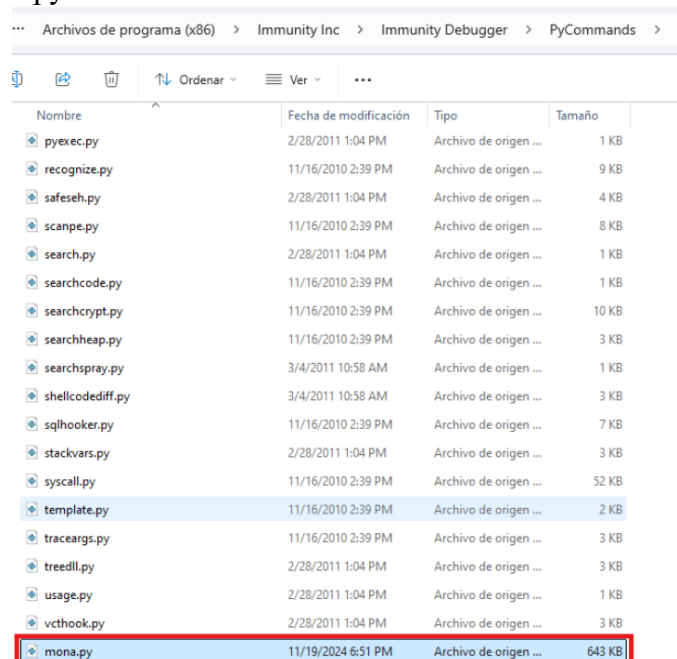 ... Archivos de programa (x86) > Immunity Inc > Immunity Debugger > PyCommands >
Ordenar Ver ...
Nombre Fecha de modificación Tipo Tamaño
pyexec.py 2/28/2011 1:04 PM Archivo de origen ... 1 KB
recognize.py 11/16/2010 2:39 PM Archivo de origen ... 9 KB
safeseh.py 2/28/2011 1:04 PM Archivo de origen ... 4 KB
scanpe.py 11/16/2010 2:39 PM Archivo de origen ... 8 KB
search.py 2/28/2011 1:04 PM Archivo de origen ... 1 KB
searchcode.py 11/16/2010 2:39 PM Archivo de origen ... 1 KB
searchcrypt.py 11/16/2010 2:39 PM Archivo de origen ... 10 KB
searchheap.py 11/16/2010 2:39 PM Archivo de origen ... 3 KB
searchspray.py 3/4/2011 10:58 AM Archivo de origen ... 1 KB
shellcodediff.py 3/4/2011 10:58 AM Archivo de origen ... 3 KB
sqlhooker.py 11/16/2010 2:39 PM Archivo de origen ... 7 KB
stackvars.py 2/28/2011 1:04 PM Archivo de origen ... 3 KB
syscall.py 11/16/2010 2:39 PM Archivo de origen ... 52 KB
template.py 11/16/2010 2:39 PM Archivo de origen ... 2 KB
traceargs.py 11/16/2010 2:39 PM Archivo de origen ... 3 KB
treedll.py 2/28/2011 1:04 PM Archivo de origen ... 3 KB
usage.py 2/28/2011 1:04 PM Archivo de origen ... 1 KB
vcthook.py 2/28/2011 1:04 PM Archivo de origen ... 3 KB
mona.py 11/19/2024 6:51 PM Archivo de origen ... 643 KB